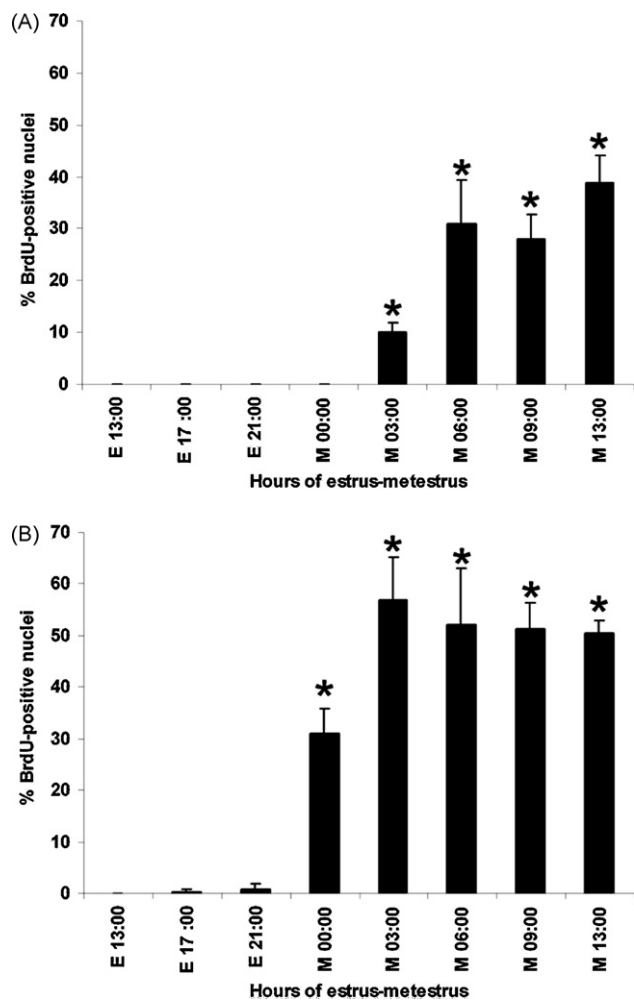 (A)
% BrdU-positive nuclei
70
60
50
40
30
20
10
0
* * * *
E 13:00
E 17 :00
E 21:00
M 00:00
M 03:00
M 06:00
M 09:00
M 13:00
Hours of estrus-metestrus
(B)
% BrdU-positive nuclei
70
60
50
40
30
20
10
0
* * * * *
E 13:00
E 17 :00
E 21:00
M 00:00
M 03:00
M 06:00
M 09:00
M 13:00
Hours of estrus-metestrus